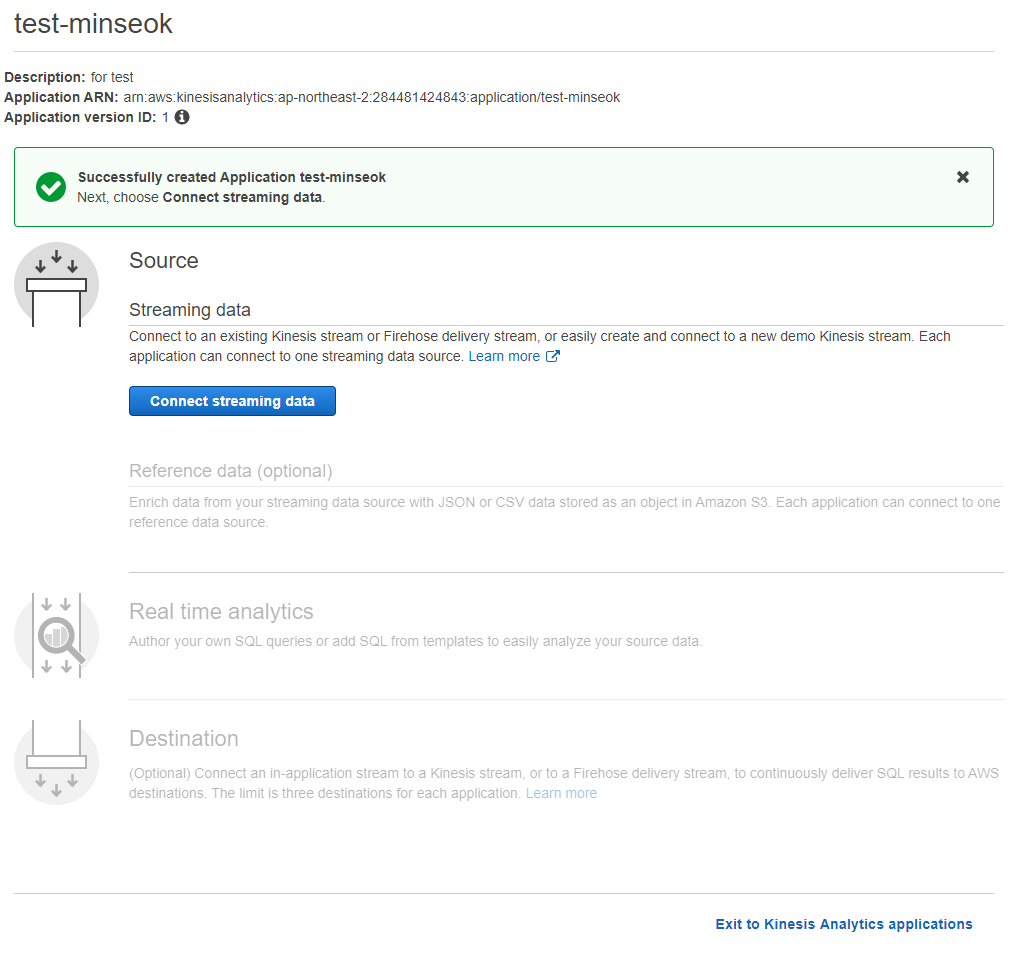 test-minseok
Description: for test
Application ARN: arn:aws:kinesisanalytics:ap-northeast-2:284481424843:application/test-minseok
Application version ID: 1
Successfully created Application test-minseok
Next, choose Connect streaming data.
Source
Streaming data
Connect to an existing Kinesis stream or Firehose delivery stream, or easily create and connect to a new demo Kinesis stream. Each
application can connect to one streaming data source. Learn more
Connect streaming data
Reference data (optional)
Enrich data from your streaming data source with JSON or CSV data stored as an object in Amazon S3. Each application can connect to one
reference data source.
Real time analytics
Author your own SQL queries or add SQL from templates to easily analyze your source data.
Destination
(Optional) Connect an in-application stream to a Kinesis stream, or to a Firehose delivery stream, to continuously deliver SQL results to AWS
destinations. The limit is three destinations for each application. Learn more
Exit to Kinesis Analytics applications